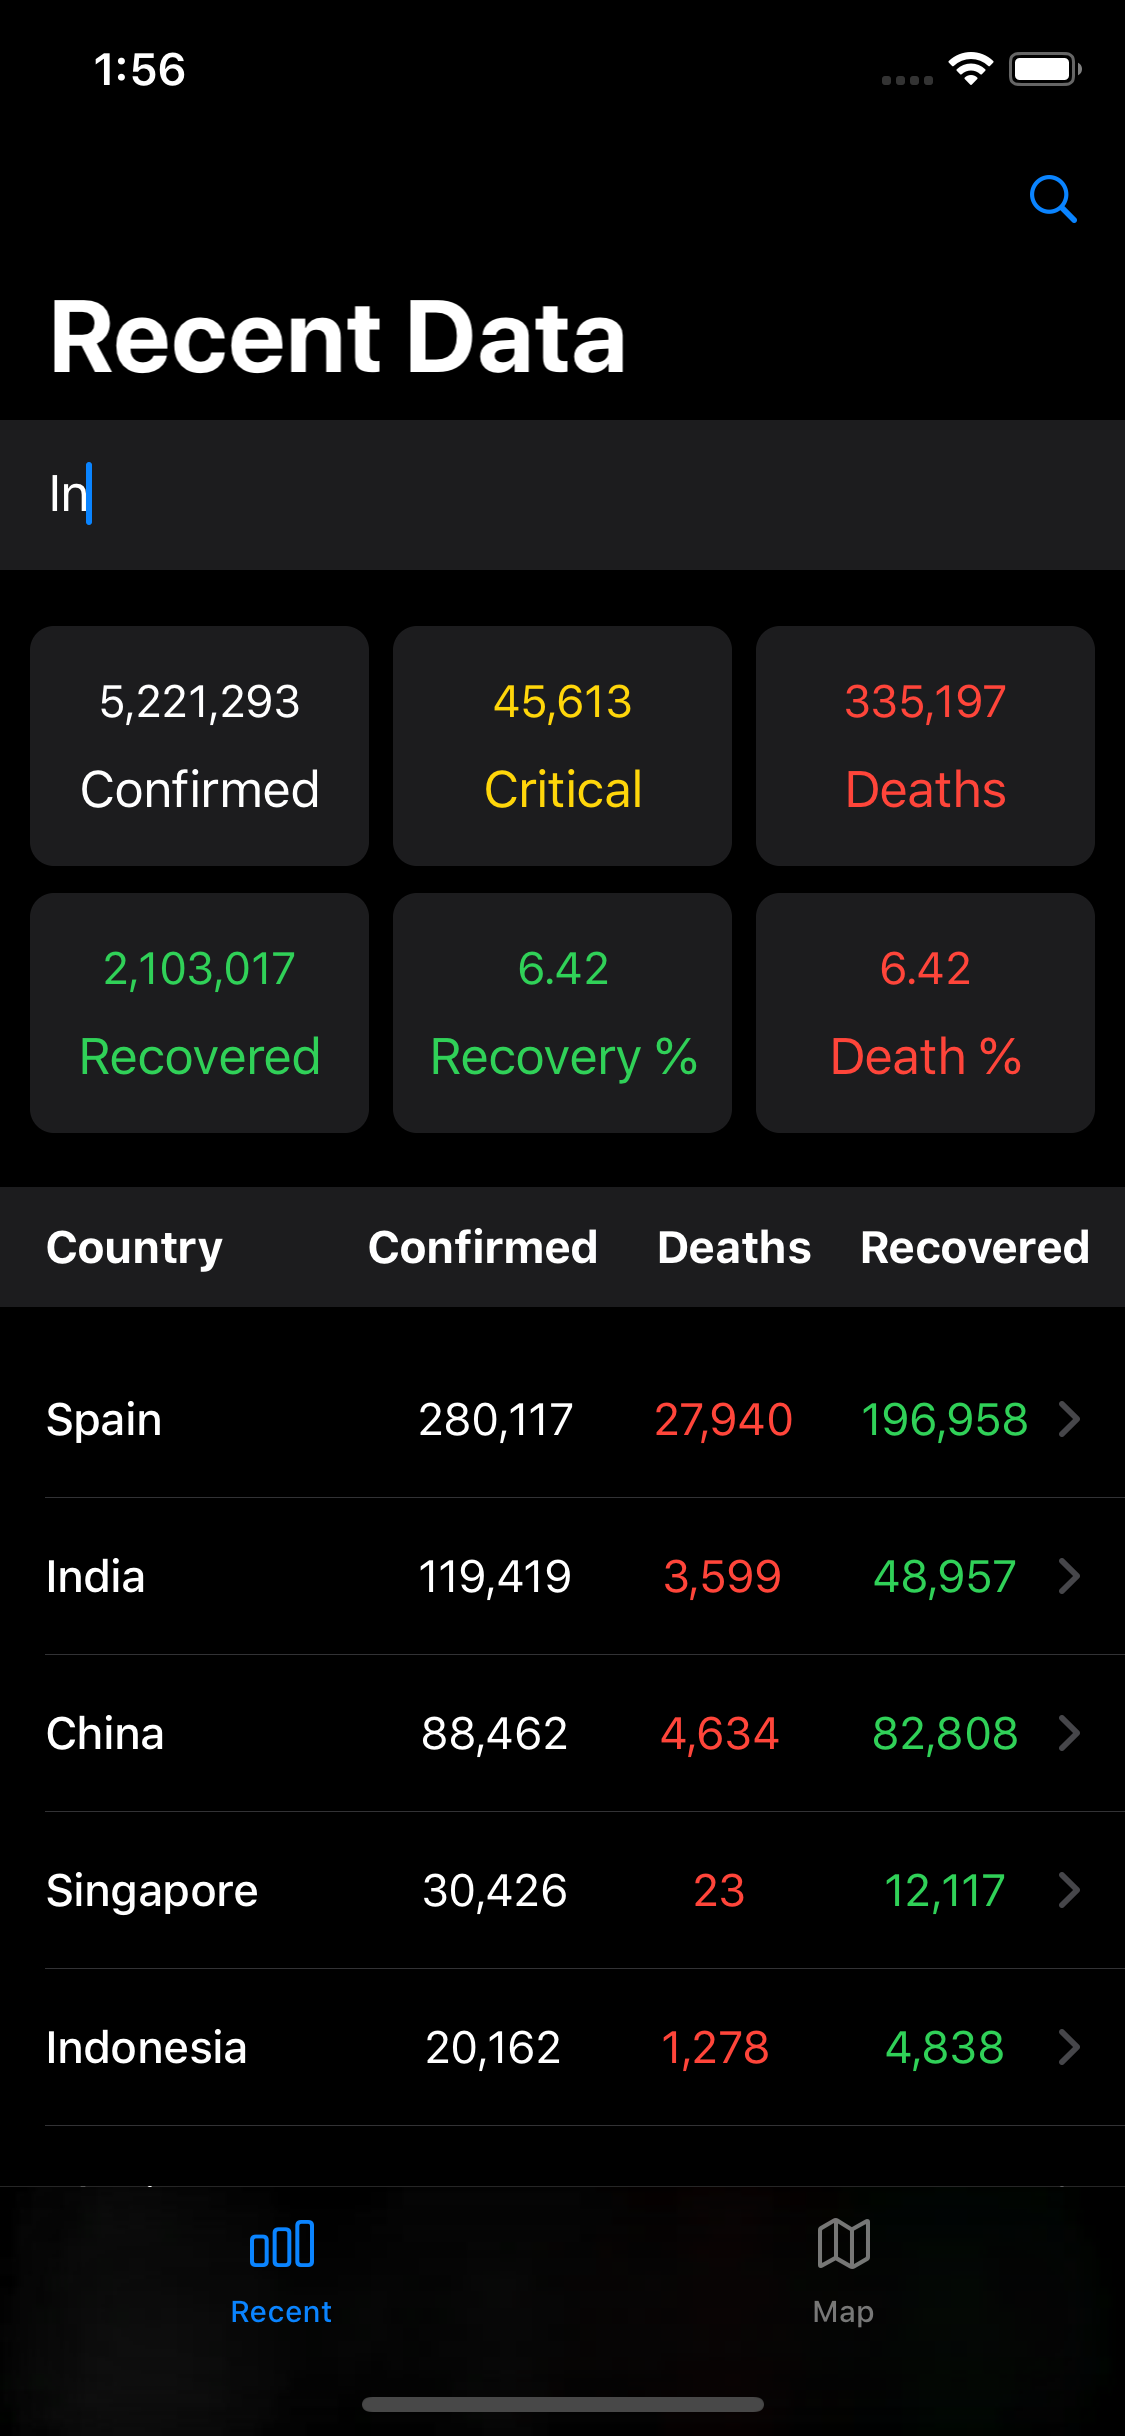 1:56
Recent Data
In
5,221,293 45,613 335,197
Confirmed Critical Deaths
2,103,017 6.42 6.42
Recovered Recovery % Death %
Country Confirmed Deaths Recovered
Spain 280,117 27,940 196,958
India 119,419 3,599 48,957
China 88,462 4,634 82,808
Singapore 30,426 23 12,117
Indonesia 20,162 1,278 4,838
Recent Map